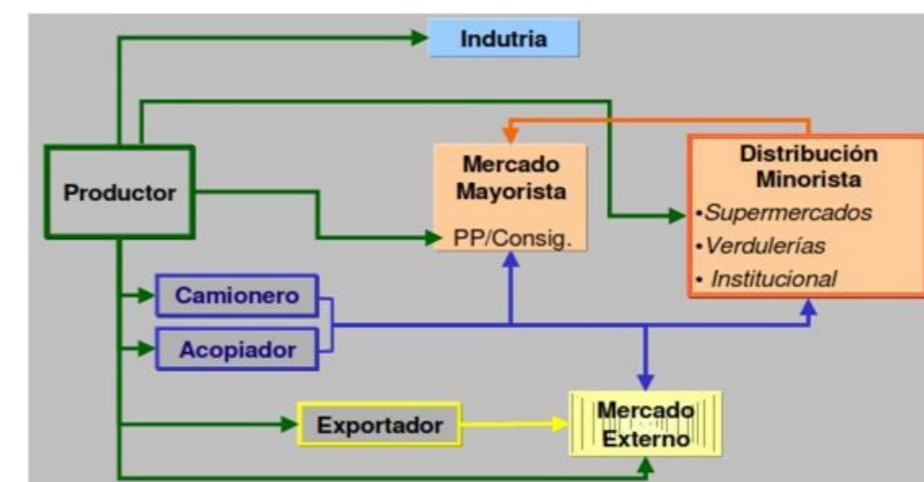 Indutria
Productor
Mercado
Mayorista
PP/Consig.
Distribución
Minorista
•Supermercados
•Verdulerías
• Institucional
Camionero
Acopiador
Exportador
Mercado
Externo